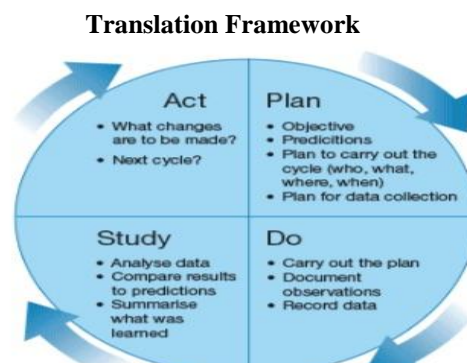 Translation Framework
Act
• What changes
are to be made?
• Next cycle?
Plan
• Objective
• Predicitions
• Plan to carry out the
cycle (who, what,
where, when)
• Plan for data collection
Study
• Analyse data
• Compare results
to predictions
• Summarise
what was
learned
Do
• Carry out the plan
• Document
observations
• Record data